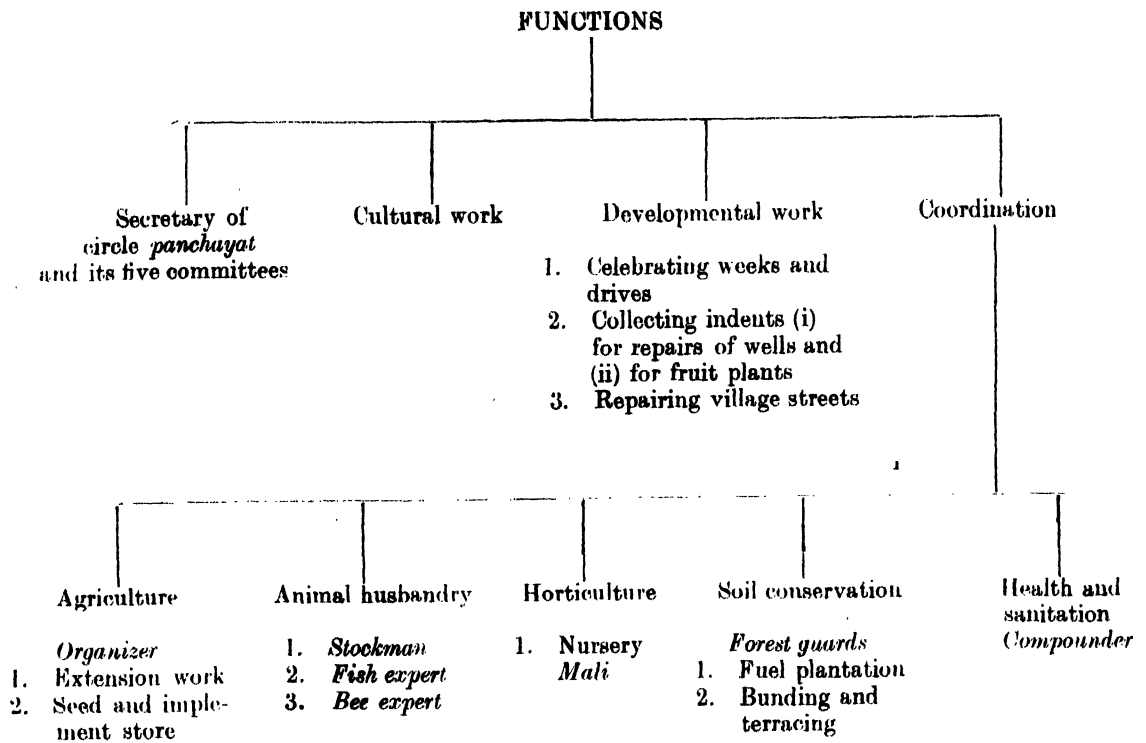 FUNCTIONS
Secretary of
circle panchayat
and its five committees
Cultural work
Developmental work
1. Celebrating weeks and
drives
2. Collecting indents (i)
for repairs of wells and
(ii) for fruit plants
3. Repairing village streets
Coordination
Agriculture
Organizer
1. Extension work
2. Seed and imple-
ment store
Animal husbandry
1. Stockman
2. Fish expert
3. Bee expert
Horticulture
1. Nursery
Mali
Soil conservation
Forest guards
1. Fuel plantation
2. Bunding and
terracing
Health and
sanitation
Compounder